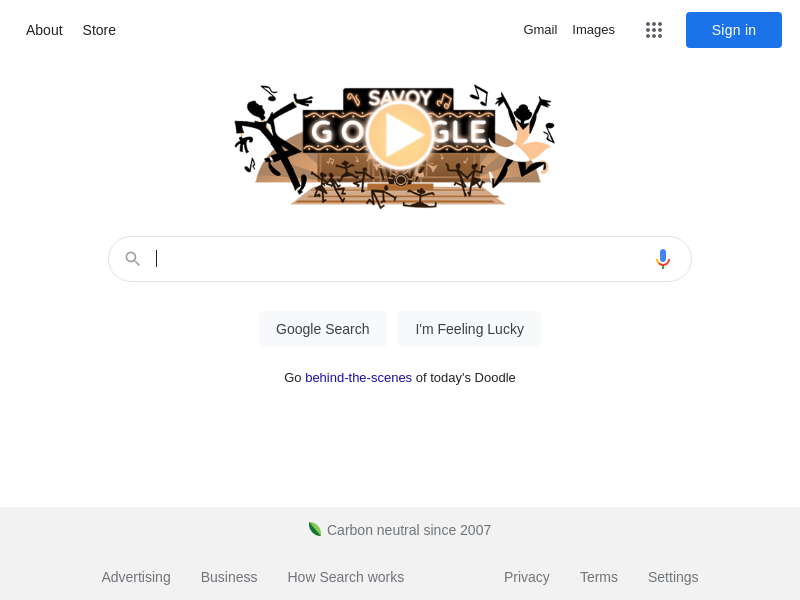 About Store Gmail Images Sign in
SAVOY
GOOGLE
Google Search I'm Feeling Lucky
Go behind-the-scenes of today's Doodle
Carbon neutral since 2007
Advertising Business How Search works Privacy Terms Settings